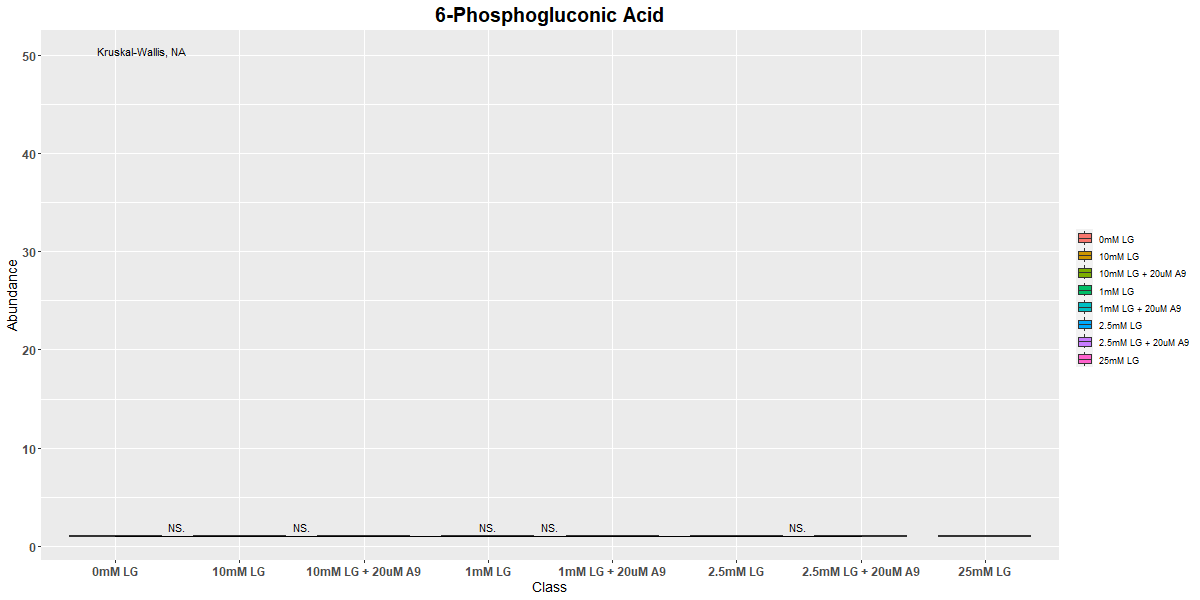 6-Phosphogluconic Acid
Kruskal-Wallis, NA
50
40
30
20
10
0
Abundance
NS.
NS.
NS.
NS.
NS.
0mM LG
10mM LG
10mM LG + 20uM A9
1mM LG
1mM LG + 20uM A9
2.5mM LG
2.5mM LG + 20uM A9
25mM LG
Class
0mM LG
10mM LG
10mM LG + 20uM A9
1mM LG
1mM LG + 20uM A9
2.5mM LG
2.5mM LG + 20uM A9
25mM LG